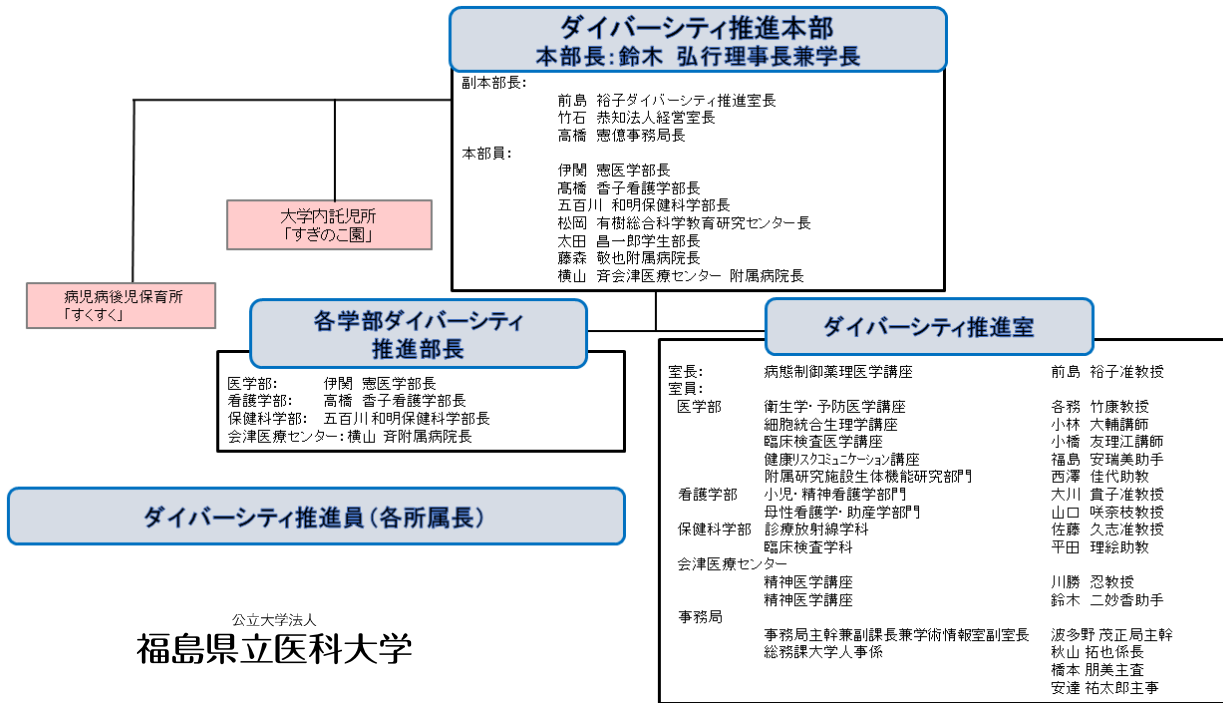 ダイバーシティ推進本部
本部長:鈴木 弘行理事長兼学長
副本部長:
前島 裕子ダイバーシティ推進室長
竹石 恭知法人経営室長
高橋 憲億事務局長
本部員:
伊関 憲医学部長
髙橋 香子看護学部長
五百川 和明保健科学部長
松岡 有樹総合科学教育研究センター長
太田 昌一郎学生部長
藤森 敬也附属病院長
横山 斉会津医療センター 附属病院長
大学内託児所
「すぎのこ園」
病児病後児保育所
「すくすく」
各学部ダイバーシティ
推進部長
医学部: 伊関 憲医学部長
看護学部: 高橋 香子看護学部長
保健科学部: 五百川 和明保健科学部長
会津医療センター:横山 斉附属病院長
ダイバーシティ推進員(各所属長)
公立大学法人
福島県立医科大学
ダイバーシティ推進室
室長: 病態制御薬理医学講座 前島 裕子准教授
室員:
医学部 衛生学・予防医学講座 各務 竹康教授
細胞統合生理学講座 小林 大輔講師
臨床検査医学講座 小橋 友理江講師
健康リスクコミュニケーション講座 福島 安瑞美助手
附属研究施設生体機能研究部門 西澤 佳代助教
看護学部 小児・精神看護学部門 大川 貴子准教授
母性看護学・助産学部門 山口 咲奈枝教授
保健科学部 診療放射線学科 佐藤 久志准教授
臨床検査学科 平田 理絵助教
会津医療センター
精神医学講座 川勝 忍教授
精神医学講座 鈴木 二妙香助手
事務局
事務局主幹兼副課長兼学術情報室副室長 波多野 茂正局主幹
総務課大学人事係 秋山 拓也係長
橋本 朋美主査
安達 祐太郎主事